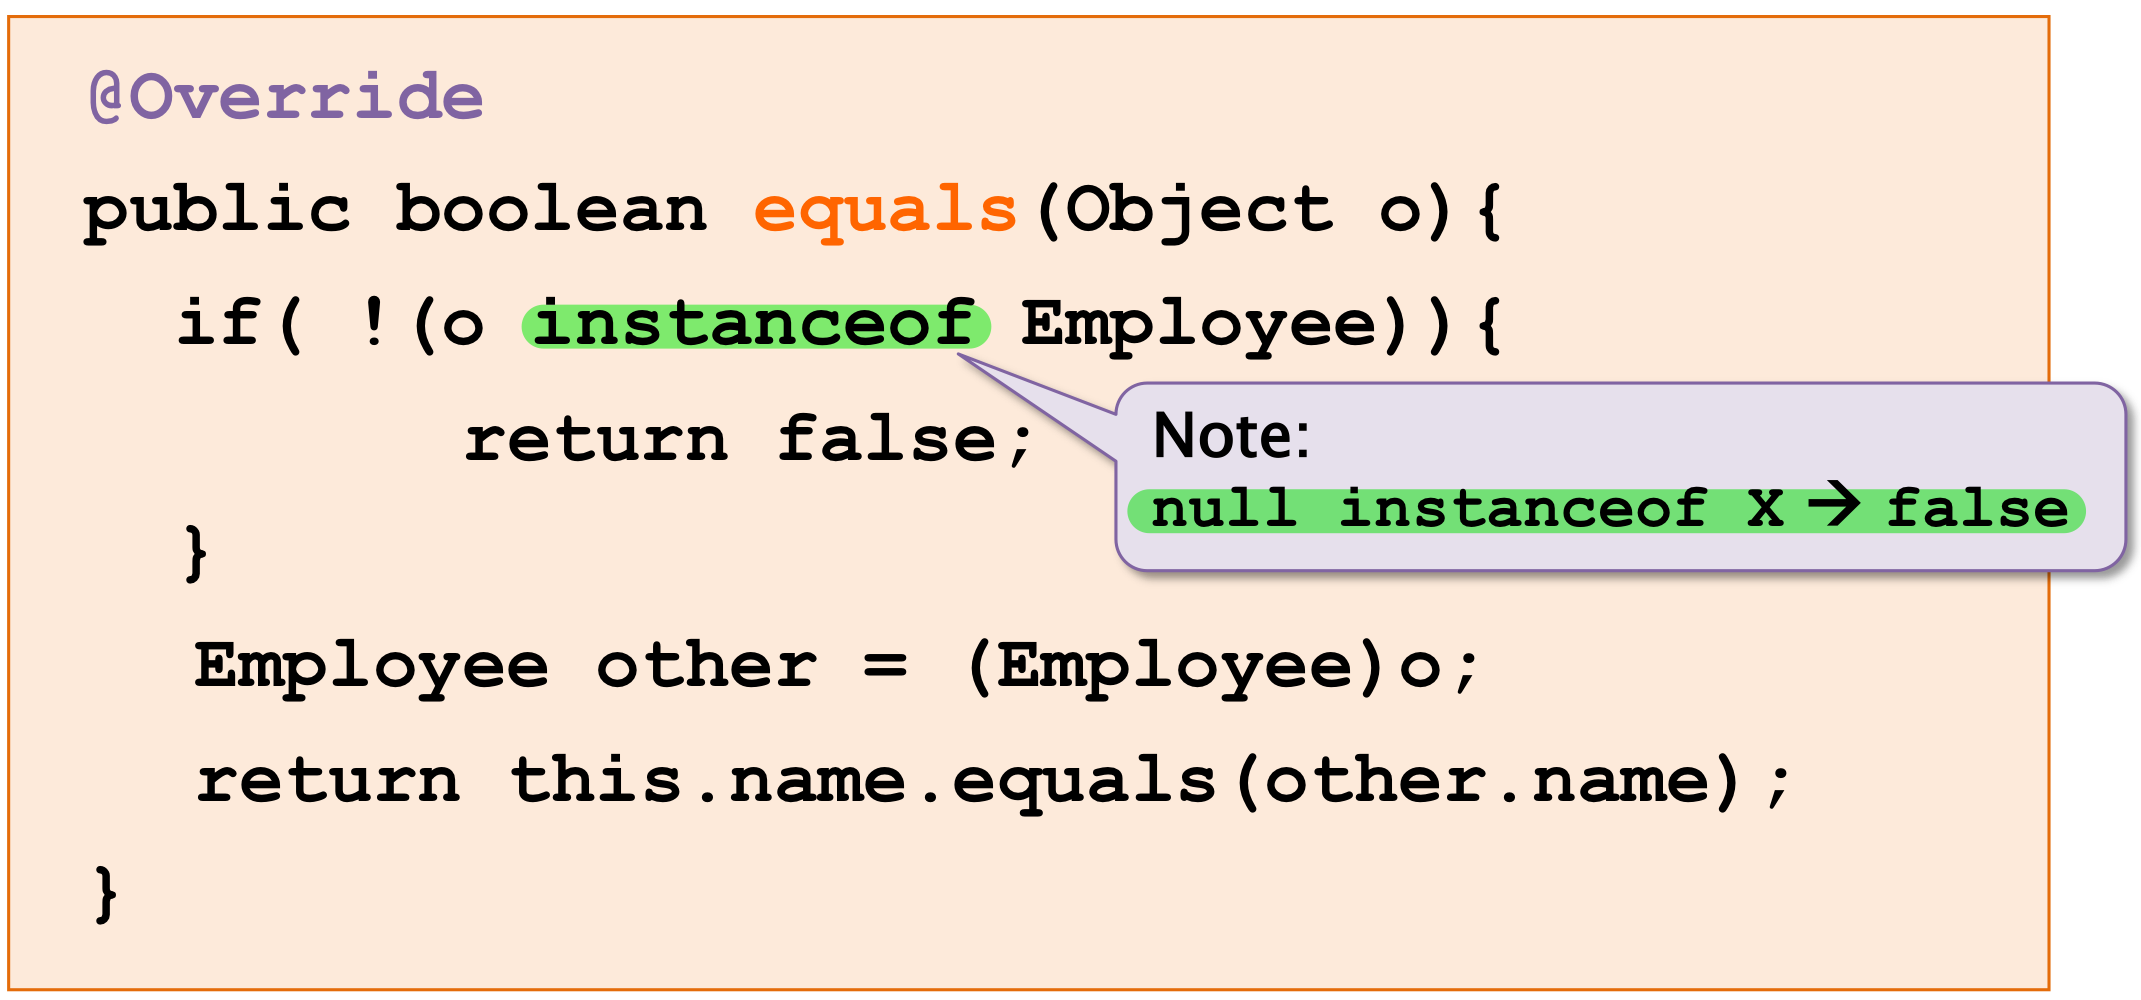 @Override
public boolean equals(Object o){
if( !(o instanceof Employee)){
return false;
Note:
null instanceof X → false
}
Employee other = (Employee)o;
return this.name.equals(other.name);
}